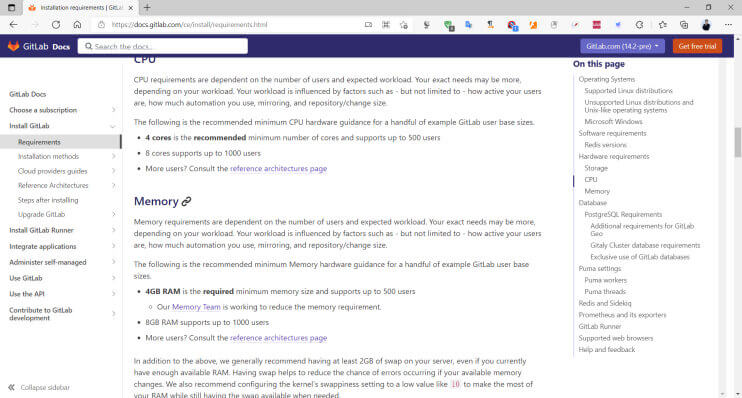 Installation requirements | GitLab
https://docs.gitlab.com/ce/install/requirements.html
GitLab Docs
Search the docs...
GitLab.com (14.2-pre)
Get free trial
GitLab Docs
Choose a subscription
Install GitLab
Requirements
Installation methods
Cloud providers guides
Reference Architectures
Steps after installing
Upgrade GitLab
Install GitLab Runner
Integrate applications
Administer self-managed
Use GitLab
Use the API
Contribute to GitLab
development
Collapse sidebar
CPU
CPU requirements are dependent on the number of users and expected workload. Your exact needs may be more,
depending on your workload. Your workload is influenced by factors such as - but not limited to - how active your users
are, how much automation you use, mirroring, and repository/change size.
The following is the recommended minimum CPU hardware guidance for a handful of example GitLab user base sizes.
• 4 cores is the recommended minimum number of cores and supports up to 500 users
• 8 cores supports up to 1000 users
• More users? Consult the reference architectures page
Memory
Memory requirements are dependent on the number of users and expected workload. Your exact needs may be more,
depending on your workload. Your workload is influenced by factors such as - but not limited to - how active your users
are, how much automation you use, mirroring, and repository/change size.
The following is the recommended minimum Memory hardware guidance for a handful of example GitLab user base
sizes.
• 4GB RAM is the required minimum memory size and supports up to 500 users
◦ Our Memory Team is working to reduce the memory requirement.
• 8GB RAM supports up to 1000 users
• More users? Consult the reference architectures page
In addition to the above, we generally recommend having at least 2GB of swap on your server, even if you currently
have enough available RAM. Having swap helps to reduce the chance of errors occurring if your available memory
changes. We also recommend configuring the kernel's swappiness setting to a low value like 10 to make the most of
your RAM while still having the swap available when needed.
On this page
Operating Systems
Supported Linux distributions
Unsupported Linux distributions and
Unix-like operating systems
Microsoft Windows
Software requirements
Redis versions
Hardware requirements
Storage
CPU
Memory
Database
PostgreSQL Requirements
Additional requirements for GitLab
Geo
Gitaly Cluster database requirements
Exclusive use of GitLab databases
Puma settings
Puma workers
Puma threads
Redis and Sidekiq
Prometheus and its exporters
GitLab Runner
Supported web browsers
Help and feedback